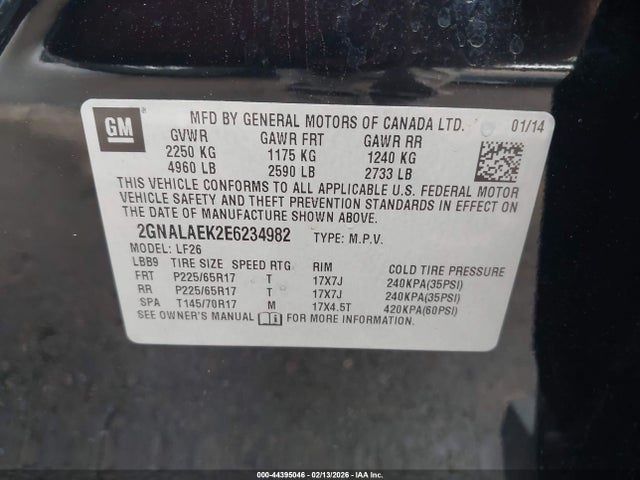 GM
MFD BY GENERAL MOTORS OF CANADA LTD. 01/14
GVWR GAWR FRT GAWR RR
2250 KG 1175 KG 1240 KG
4960 LB 2590 LB 2733 LB
THIS VEHICLE CONFORMS TO ALL APPLICABLE U.S. FEDERAL MOTOR
VEHICLE SAFETY AND THEFT PREVENTION STANDARDS IN EFFECT ON
THE DATE OF MANUFACTURE SHOWN ABOVE.
2GNALAEK2E6234982 TYPE: M.P.V.
MODEL: LF26
LBB9 TIRE SIZE SPEED RTG RIM COLD TIRE PRESSURE
FRT P225/65R17 T 17X7J 240KPA(35PSI)
RR P225/65R17 T 17X7J 240KPA(35PSI)
SPA T145/70R17 M 17X4.5T 420KPA(60PSI)
SEE OWNER'S MANUAL FOR MORE INFORMATION.
000-44395046 02/13/2026 - IAA